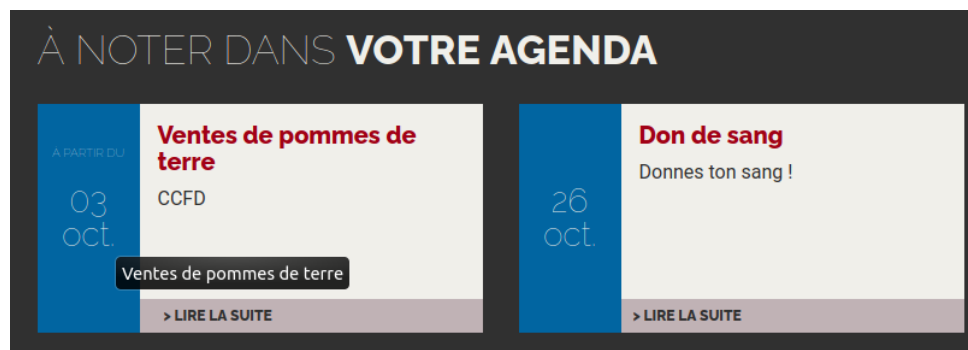 À NOTER DANS VOTRE AGENDA
À PARTIR DU
03
oct.
Ventes de pommes de
terre
CCFD
Ventes de pommes de terre
> LIRE LA SUITE
26
oct.
Don de sang
Donnes ton sang !
> LIRE LA SUITE